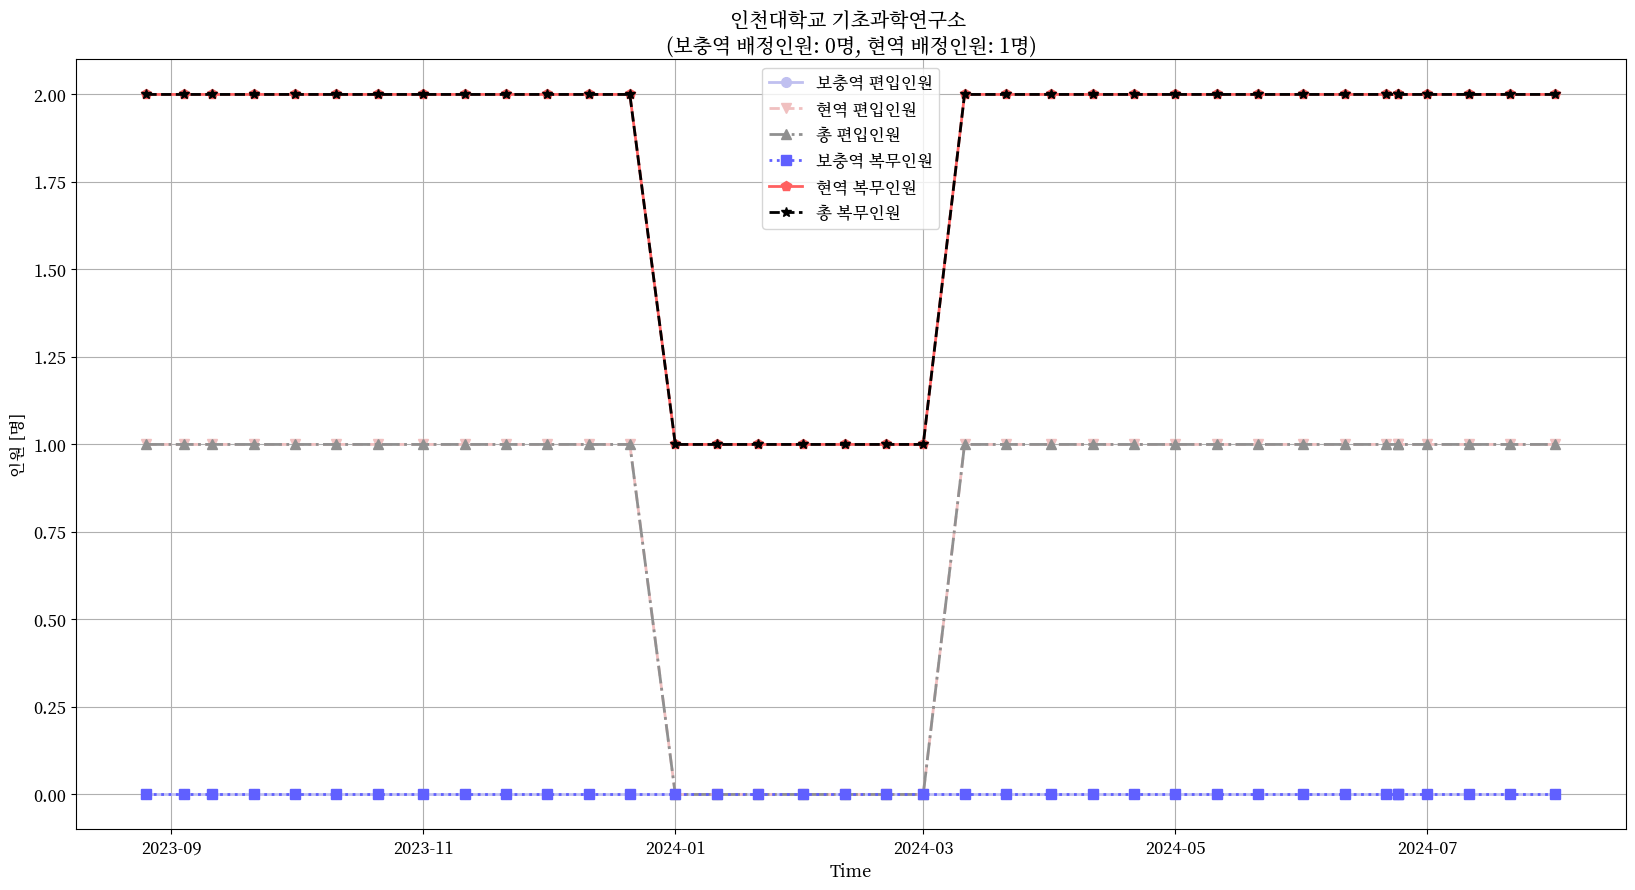 인천대학교 기초과학연구소
(보충역 배정인원: 0명, 현역 배정인원: 1명)
보충역 편입인원
현역 편입인원
총 편입인원
보충역 복무인원
현역 복무인원
총 복무인원
2.00
1.75
1.50
1.25
1.00
0.75
0.50
0.25
0.00
인원 [명]
2023-09
2023-11
2024-01
2024-03
2024-05
2024-07
Time